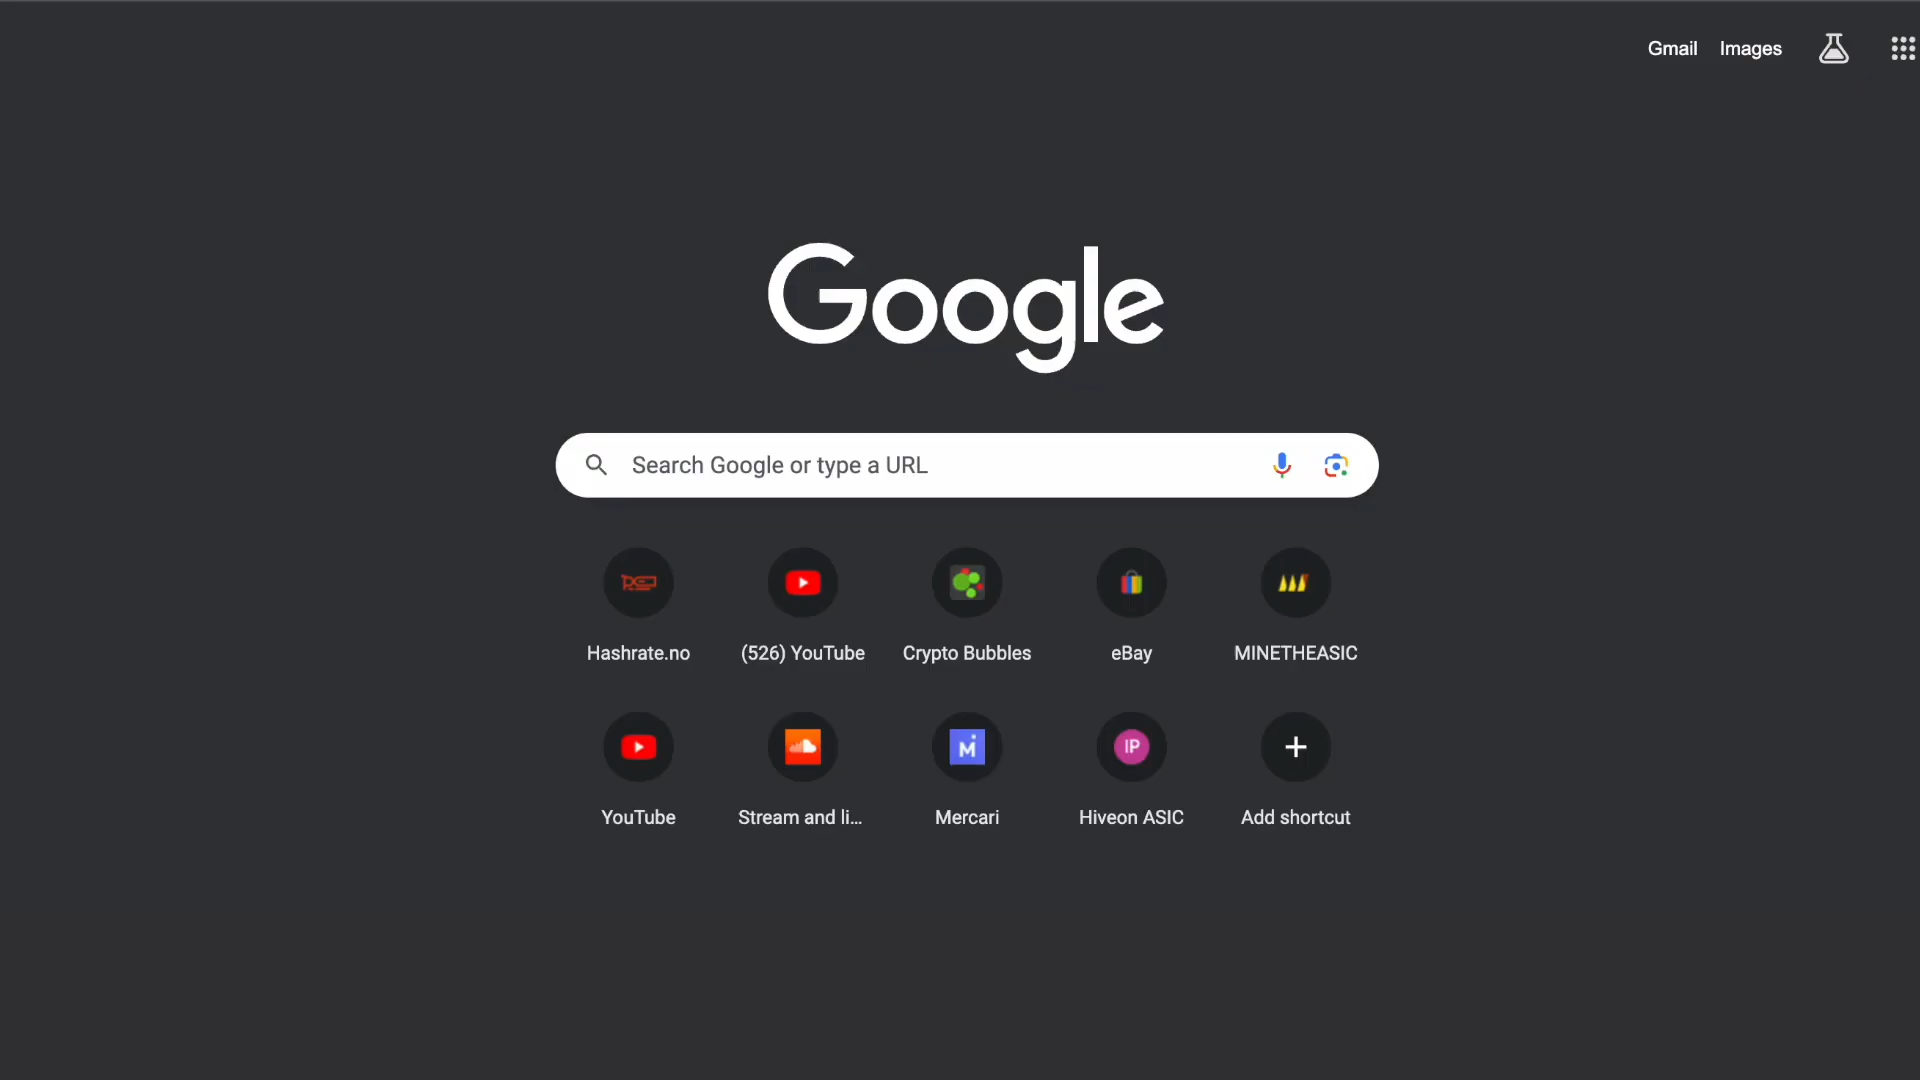 Gmail Images
Google
Search Google or type a URL
Hashrate.no (526) YouTube Crypto Bubbles eBay MINETHEASIC
IP
YouTube Stream and li... Mercari Hiveon ASIC Add shortcut